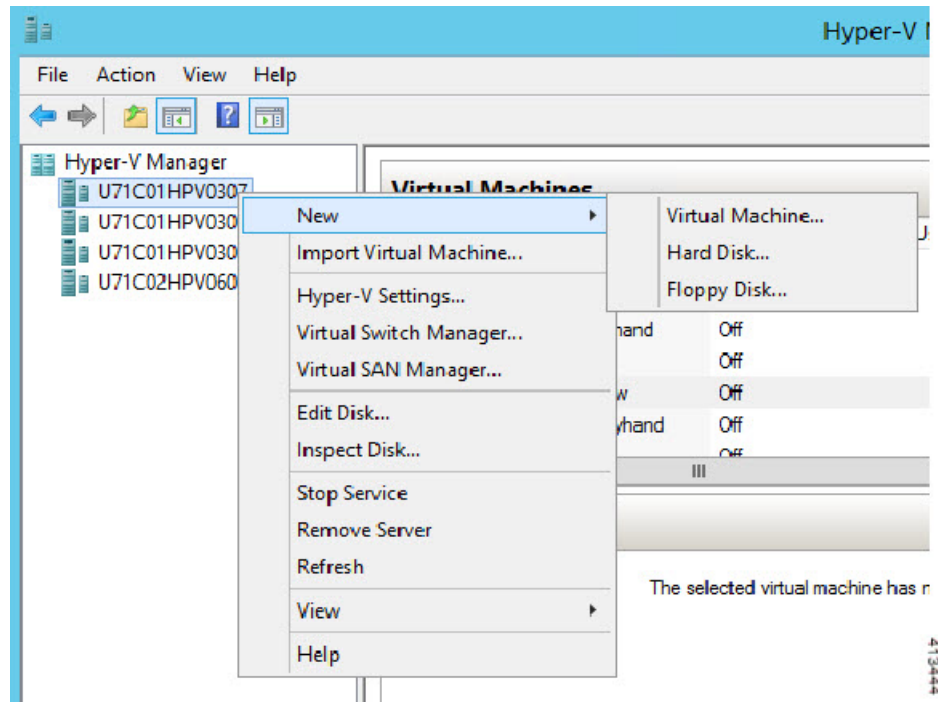 Hyper-V
File Action View Help
Hyper-V Manager
U71C01HPV0307
U71C01HPV030
U71C01HPV030
U71C02HPV060
Virtual Machines
New
Import Virtual Machine...
Hyper-V Settings...
Virtual Switch Manager...
Virtual SAN Manager...
Edit Disk...
Inspect Disk...
Stop Service
Remove Server
Refresh
View
Help
Virtual Machine...
Hard Disk...
Floppy Disk...
hand Off
Off
w Off
yhand Off
Off
The selected virtual machine has
413444